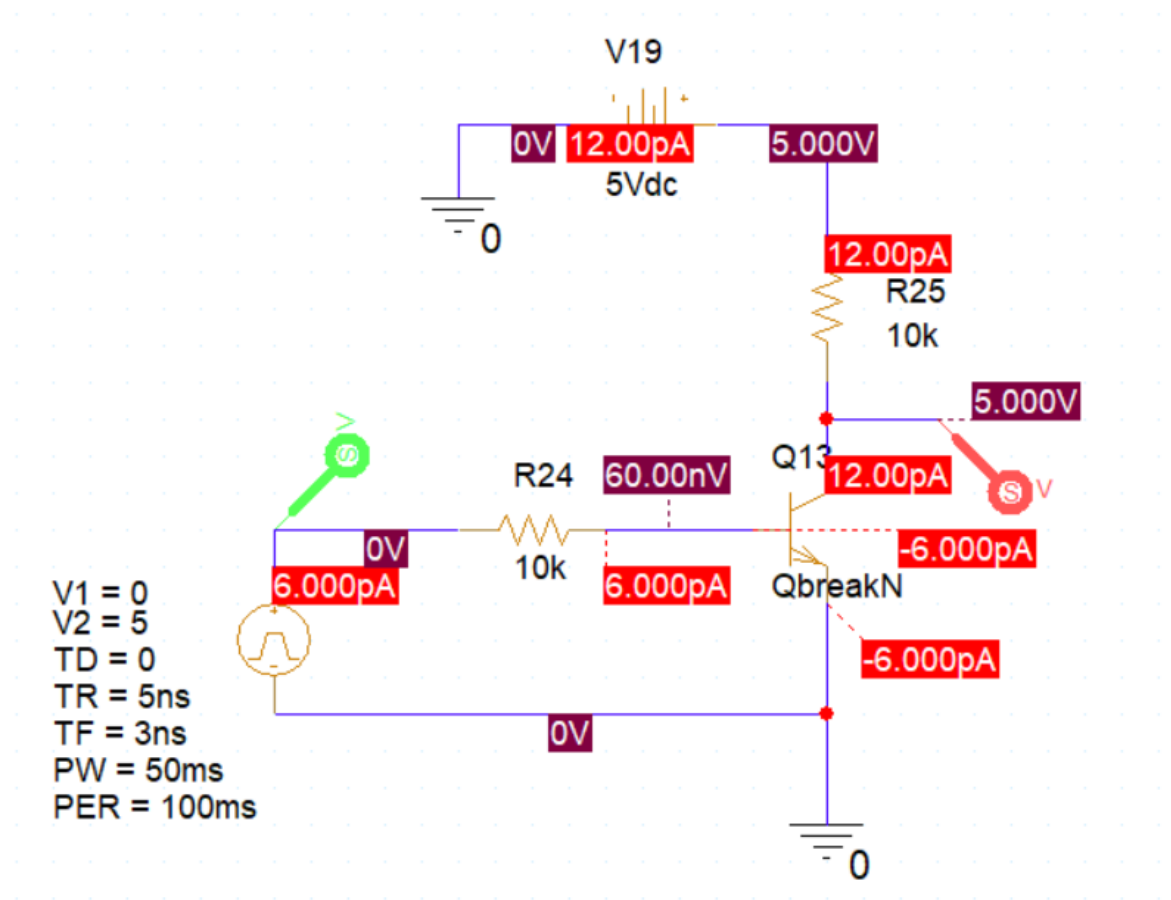 V19
0V
12.00pA
5.000V
5Vdc
0
12.00pA
R25
10k
5.000V
V
Q13
12.00pA
V
R24
60.00nV
0V
10k
-6.000pA
6.000pA
6.000pA
QbreakN
-6.000pA
V1 = 0
V2 = 5
TD = 0
TR = 5ns
TF = 3ns
PW = 50ms
PER = 100ms
0V
0